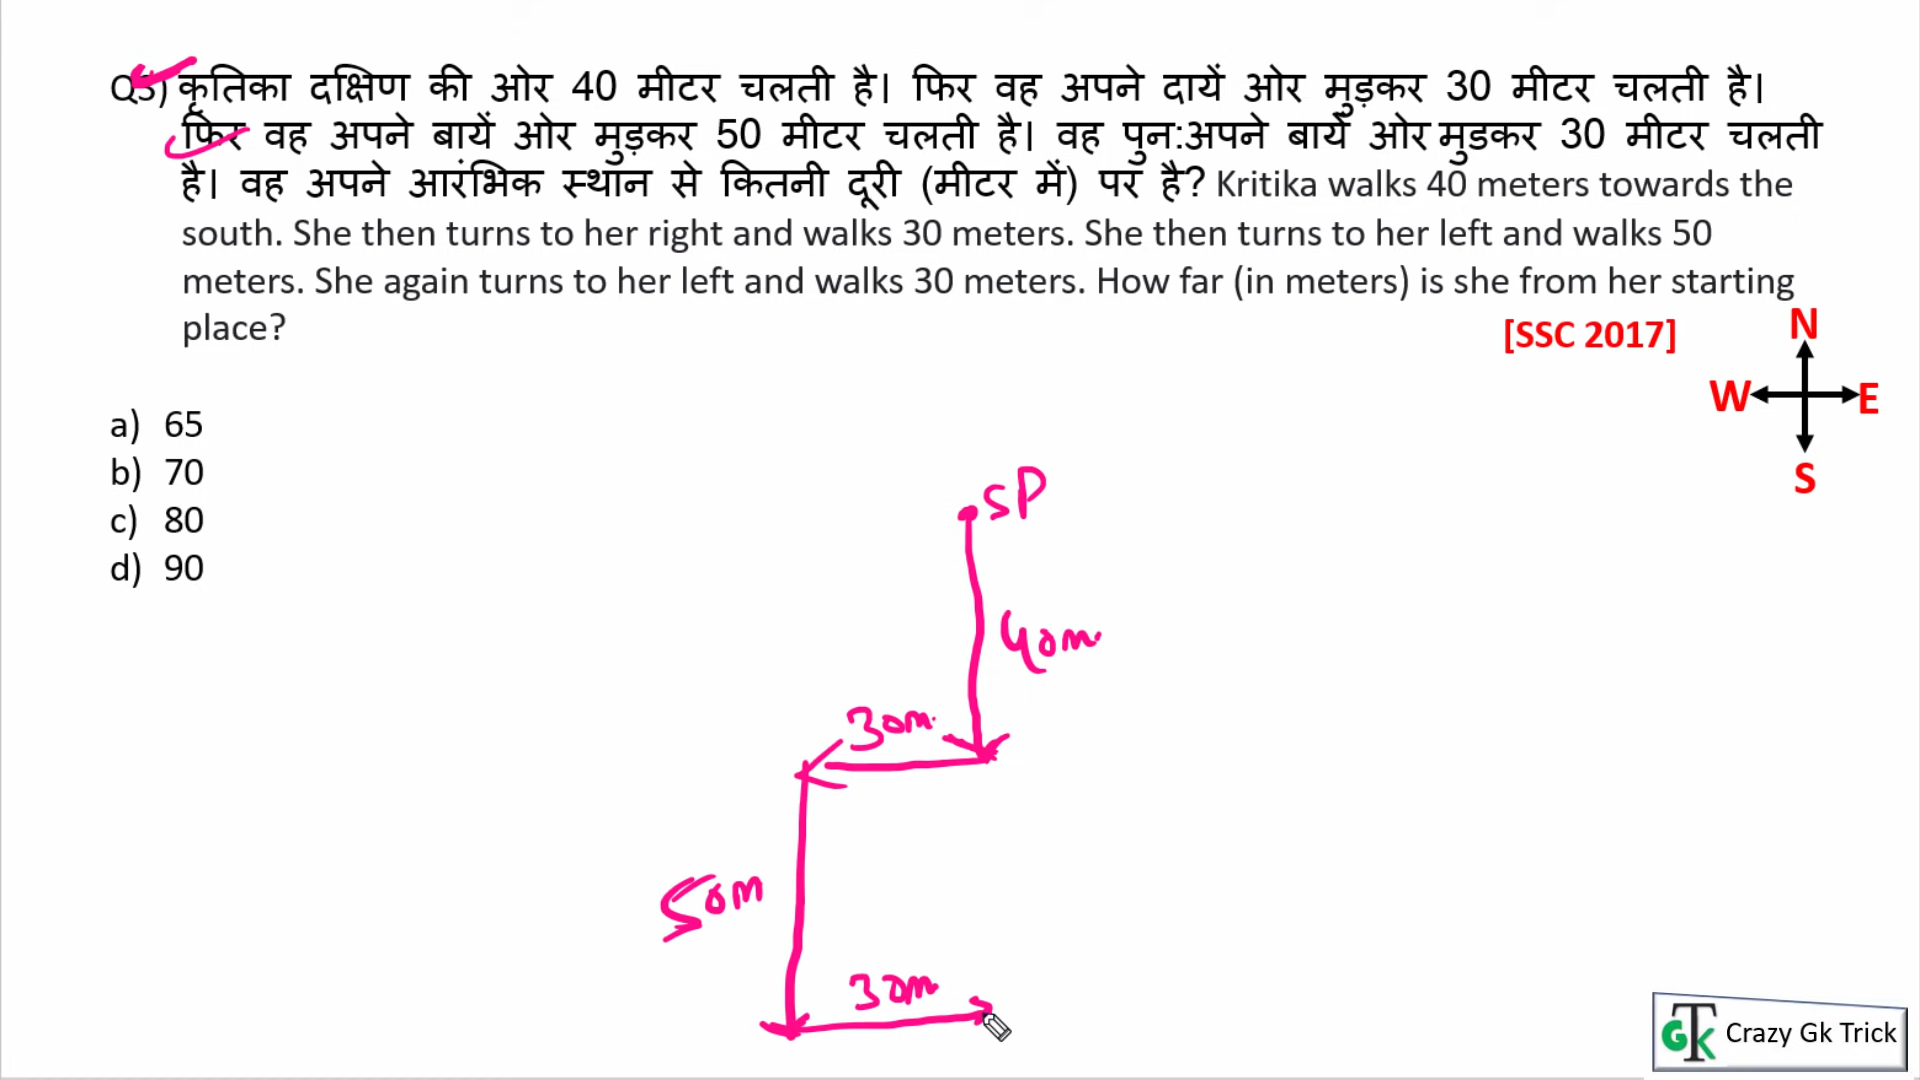 Q3) कृतिका दक्षिण की ओर 40 मीटर चलती है। फिर वह अपने दायें ओर मुड़कर 30 मीटर चलती है।
फिर वह अपने बायें ओर मुड़कर 50 मीटर चलती है। वह पुन:अपने बायें ओर मुडकर 30 मीटर चलती
है। वह अपने आरंभिक स्थान से कितनी दूरी (मीटर में) पर है? Kritika walks 40 meters towards the
south. She then turns to her right and walks 30 meters. She then turns to her left and walks 50
meters. She again turns to her left and walks 30 meters. How far (in meters) is she from her starting
place?
[SSC 2017]
N
W E
S
a) 65
b) 70
c) 80
d) 90
SP
40m.
30m.
50m
30m
GTK Crazy Gk Trick